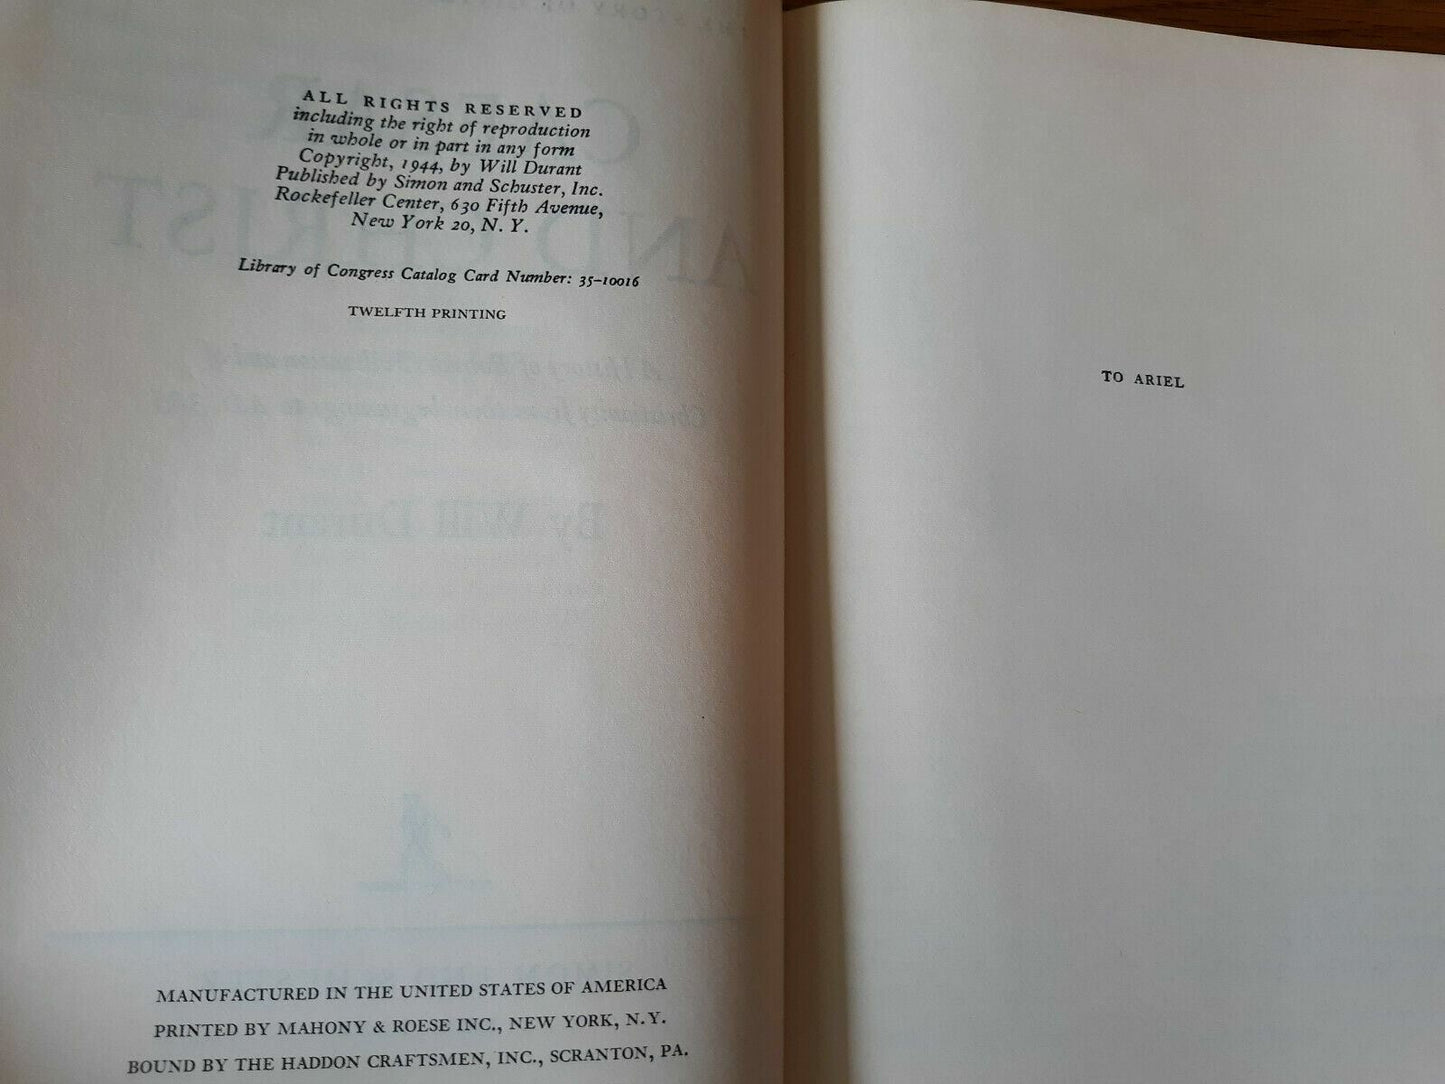 ALL RIGHTS RESERVED
including the right of reproduction
in whole or in part in any form
Copyright, 1944, by Will Durant
Published by Simon and Schuster, Inc.
Rockefeller Center, 630 Fifth Avenue,
New York 20, N. Y.
Library of Congress Catalog Card Number: 35-10016
TWELFTH PRINTING
MANUFACTURED IN THE UNITED STATES OF AMERICA
PRINTED BY MAHONY & ROESE INC., NEW YORK, N.Y.
BOUND BY THE HADDON CRAFTSMEN, INC., SCRANTON, PA.
TO ARIEL